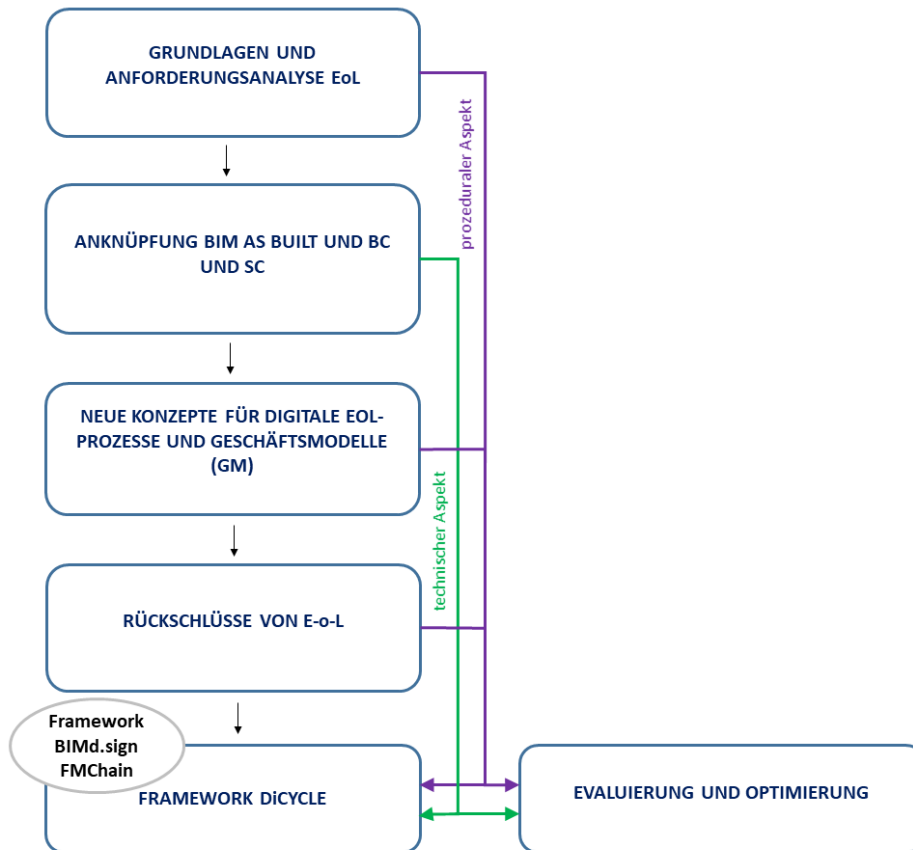 GRUNDLAGEN UND
ANFORDERUNGSANALYSE EoL
prozeduraler Aspekt
ANKNÜPFUNG BIM AS BUILT UND BC
UND SC
NEUE KONZEPTE FÜR DIGITALE EOL-
PROZESSE UND GESCHÄFTSMODELLE
(GM)
technischer Aspekt
RÜCKSCHLÜSSE VON E-o-L
Framework
BIMd.sign
FMChain
FRAMEWORK DiCYCLE
EVALUIERUNG UND OPTIMIERUNG